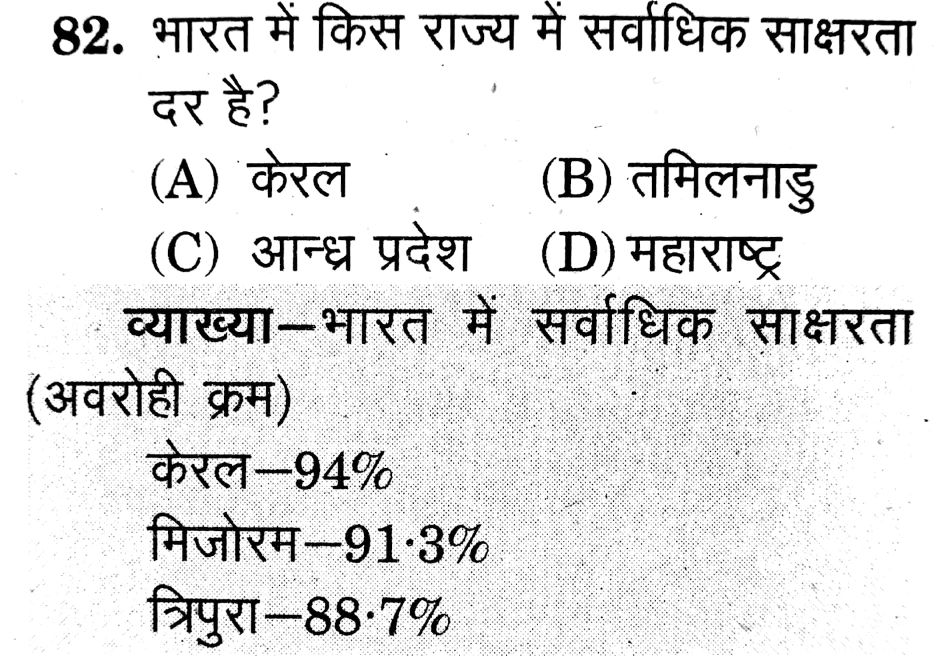 82. भारत में किस राज्य में सर्वाधिक साक्षरता
दर है?
(A) केरल (B) तमिलनाडु
(C) आन्ध्र प्रदेश (D) महाराष्ट्र
व्याख्या–भारत में सर्वाधिक साक्षरता
(अवरोही क्रम)
केरल–94%
मिजोरम–91·3%
त्रिपुरा–88·7%